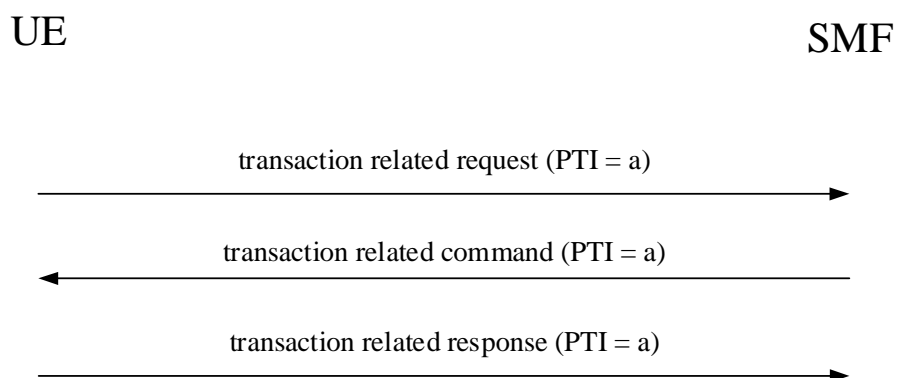 UE
SMF
transaction related request (PTI = a)
transaction related command (PTI = a)
transaction related response (PTI = a)